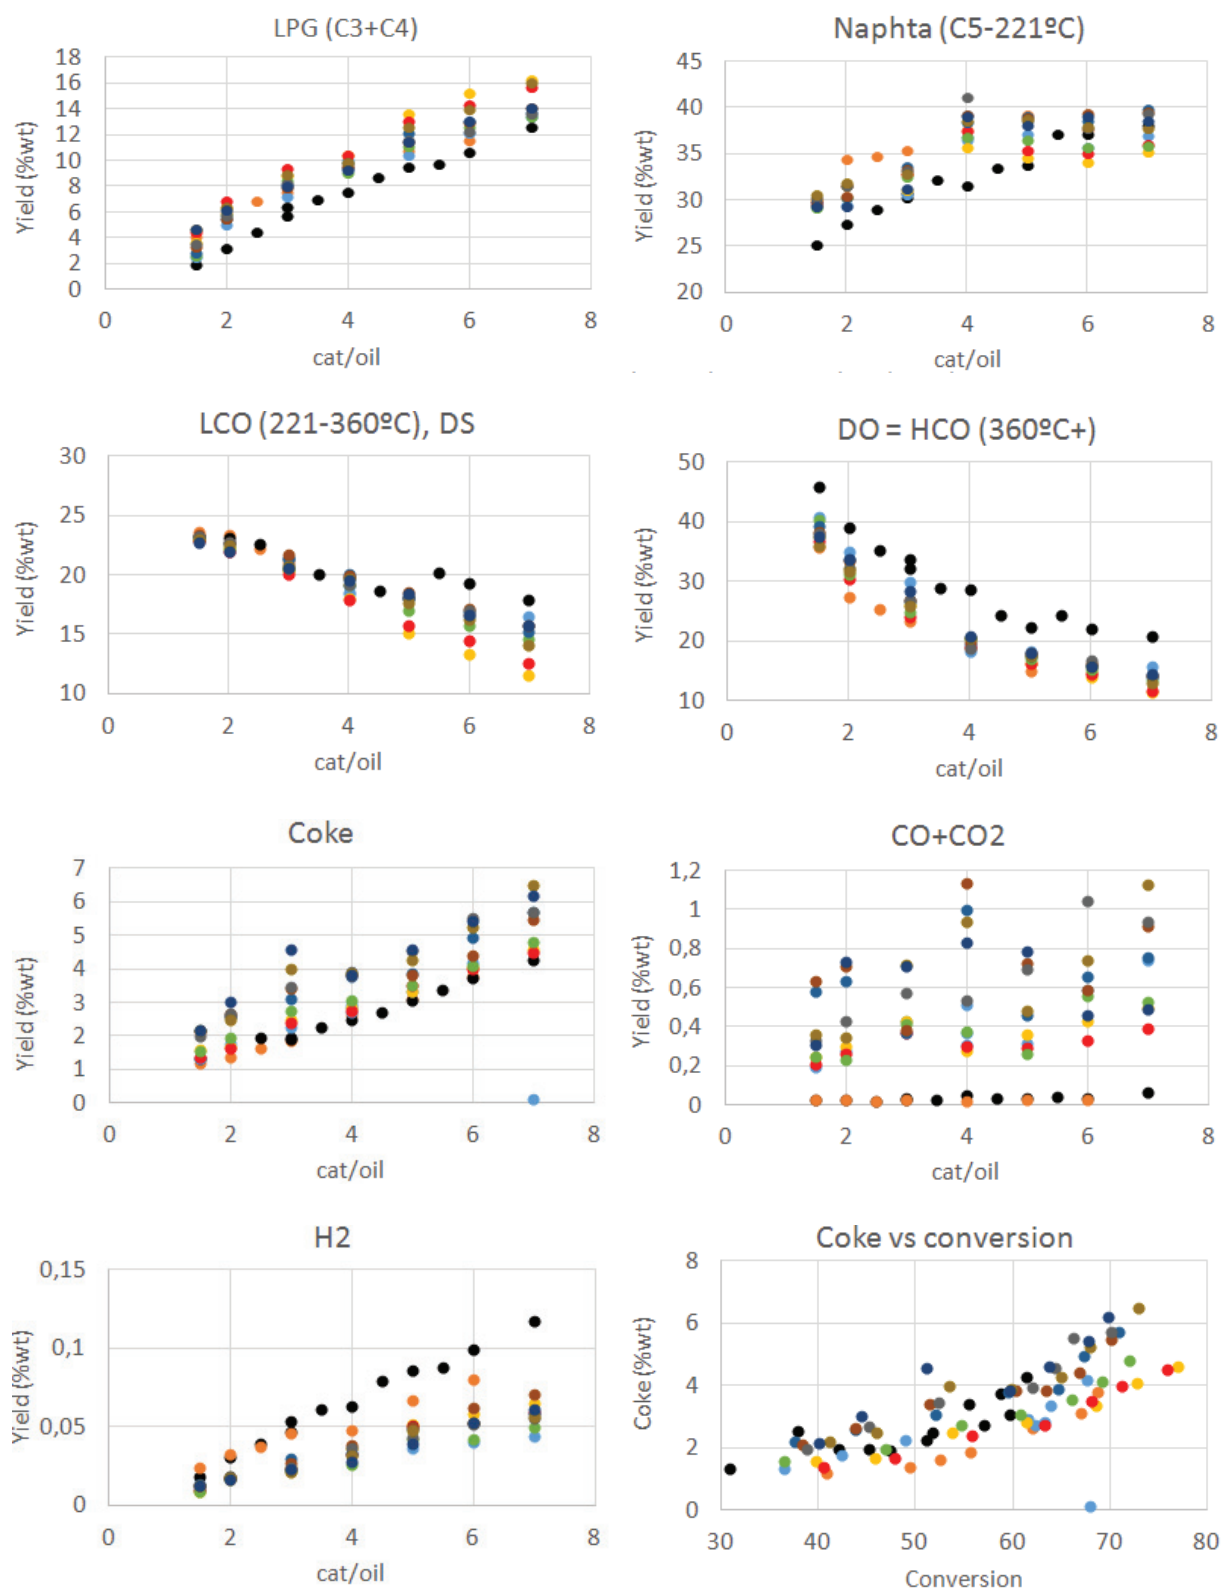 LPG (C3+C4)
18
16
14
12
10
8
6
4
2
0
Yield (%wt)
0 2 4 6 8
cat/oil
Naphta (C5-221ºC)
45
40
35
30
25
20
Yield (%wt)
0 2 4 6 8
cat/oil
LCO (221-360ºC), DS
30
25
20
15
10
Yield (%wt)
0 2 4 6 8
cat/oil
DO = HCO (360ºC+)
50
40
30
20
10
Yield (%wt)
0 2 4 6 8
cat/oil
Coke
7
6
5
4
3
2
1
0
Yield (%wt)
0 2 4 6 8
cat/oil
CO+CO2
1,2
1
0,8
0,6
0,4
0,2
0
Yield (%wt)
0 2 4 6 8
cat/oil
H2
0,15
0,1
0,05
0
Yield (%wt)
0 2 4 6 8
cat/oil
Coke vs conversion
8
6
4
2
0
Coke (%wt)
30 40 50 60 70 80
Conversion